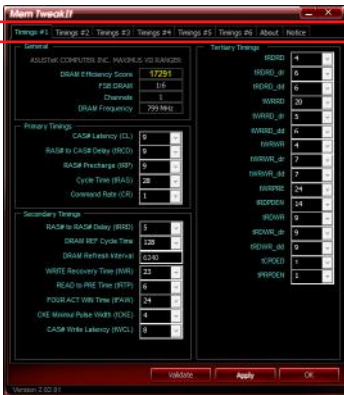 Mem TweakIt
Timings #1 Timings #2 Timings #3 Timings #4 Timings #5 Timings #6 About Notice
General
ASUSTeK COMPUTER INC. MAXIMUS VII RANGER
DRAM Efficiency Score 17291
FSB:DRAM 1:6
Channels 1
DRAM Frequency 799 MHz
Primary Timings
CAS# Latency (CL) 9
RAS# to CAS# Delay (tRCD) 9
RAS# Precharge (tRP) 9
Cycle Time (tRAS) 28
Command Rate (CR) 1
Secondary Timings
RAS# to RAS# Delay (tRRD) 5
DRAM REF Cycle Time 128
DRAM Refresh Interval 6240
WRITE Recovery Time (tWR) 23
READ to PRE Time (tRTP) 6
FOUR ACT WIN Time (tFAW) 24
CKE Minimul Pulse Width (tCKE) 4
CAS# Write Latency (tWCL) 8
Tertiary Timings
tRDRD 4
tRDRD_dr 6
tRDRD_dd 6
tWRRD 20
tWRRD_dr 5
tWRRD_dd 6
tWRWR 4
tWRWR_dr 7
tWRWR_dd 7
tWRPRE 24
tRDPDEN 14
tRDWR 9
tRDWR_dr 9
tRDWR_dd 9
tCPDED 1
tPRPDEN 1
Validate Apply OK
Version 2.02.01